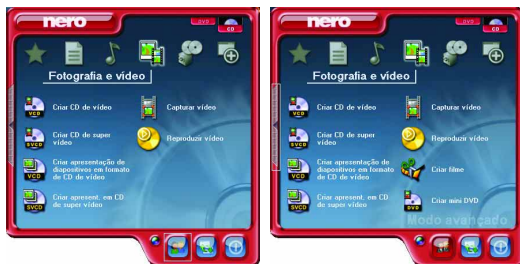 nero
DVD
CD
Fotografia e vídeo
VCD
Criar CD de vídeo
Capturar vídeo
SVCD
Criar CD de super
vídeo
Reproduzir vídeo
VCD
Criar apresentação de
diapositivos em formato
de CD de vídeo
SVCD
Criar apresent. em CD
de super vídeo
nero
DVD
CD
Fotografia e vídeo
VCD
Criar CD de vídeo
Capturar vídeo
SVCD
Criar CD de super
vídeo
Reproduzir vídeo
VCD
Criar apresentação de
diapositivos em formato
de CD de vídeo
Criar filme
SVCD
Criar apresent. em CD
de super vídeo
DVD
Criar mini DVD
Modo avançado